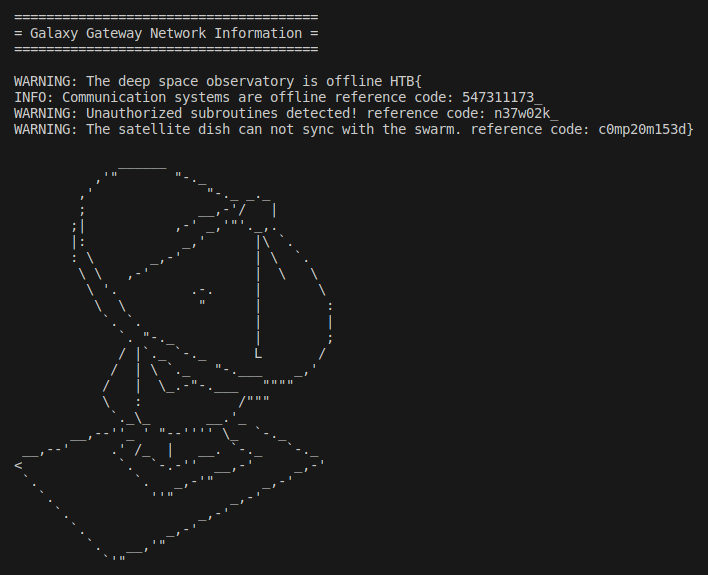 ======================================
= Galaxy Gateway Network Information =
======================================
WARNING: The deep space observatory is offline HTB{
INFO: Communication systems are offline reference code: 547311173_
WARNING: Unauthorized subroutines detected! reference code: n37w02k_
WARNING: The satellite dish can not sync with the swarm. reference code: c0mp20m153d}